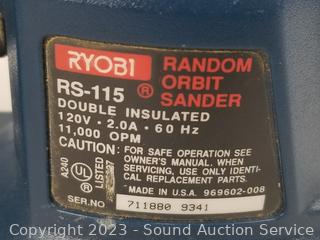 RYOBI
RANDOM
ORBIT
SANDER
RS-115 ®
DOUBLE INSULATED
120V • 2.0A • 60 Hz
11,000 OPM
CAUTION: FOR SAFE OPERATION SEE
OWNER'S MANUAL. WHEN
SERVICING, USE ONLY IDENTI-
CAL REPLACEMENT PARTS.
A240
UL
LISTED
MADE IN U.S.A. 969602-008
SER.NO
711880 9341
Copyright 2023 - Sound Auction Service